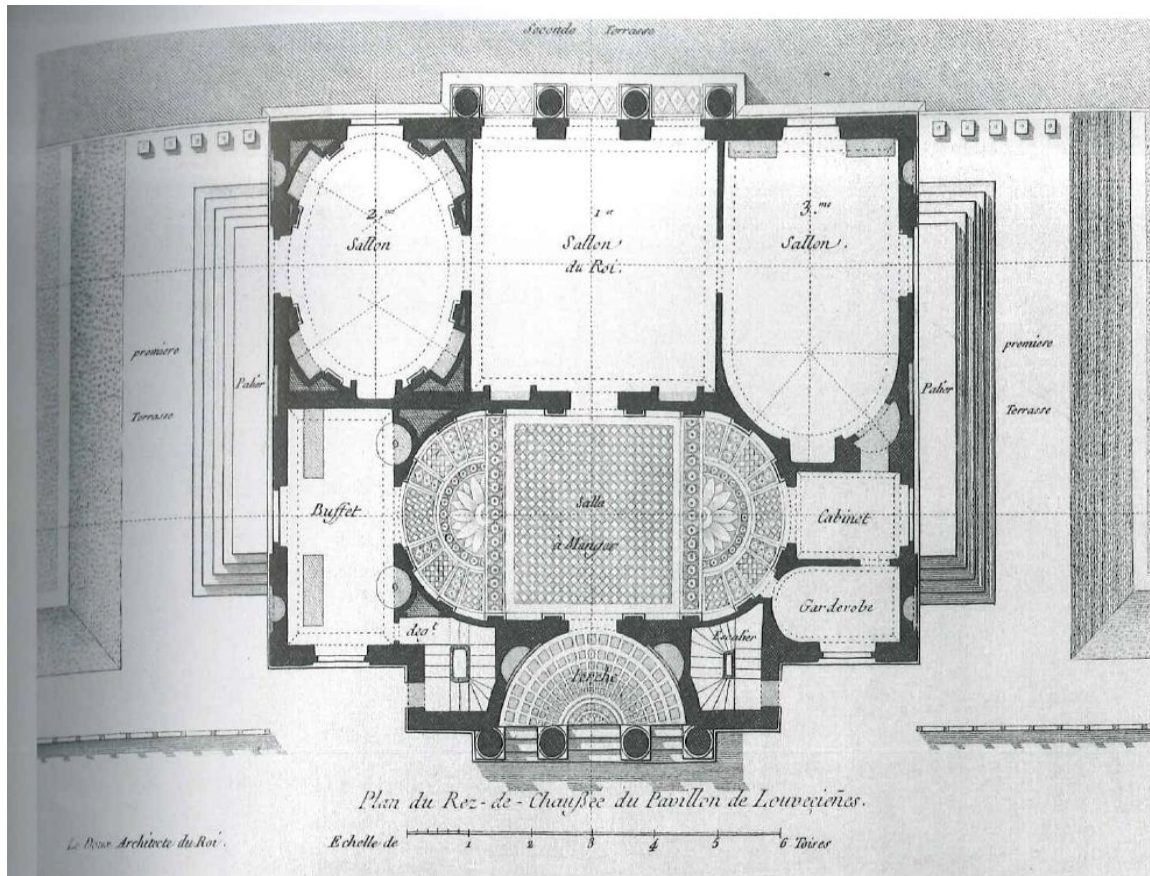 Seconde Terrasse
2.me
Sallon
1.er
Sallon
du Roi.
3.me
Sallon.
premiere
Terrasse
Palier
Palier
premiere
Terrasse
Buffet
Salle
à Manger
Cabinet
Garderobe
deg.t
Escalier
Porche
Plan du Rez-de-Chaussée du Pavillon de Louveçieñes.
Le Doux Architecte du Roi.
Echelle de 1 2 3 4 5 6 Toises